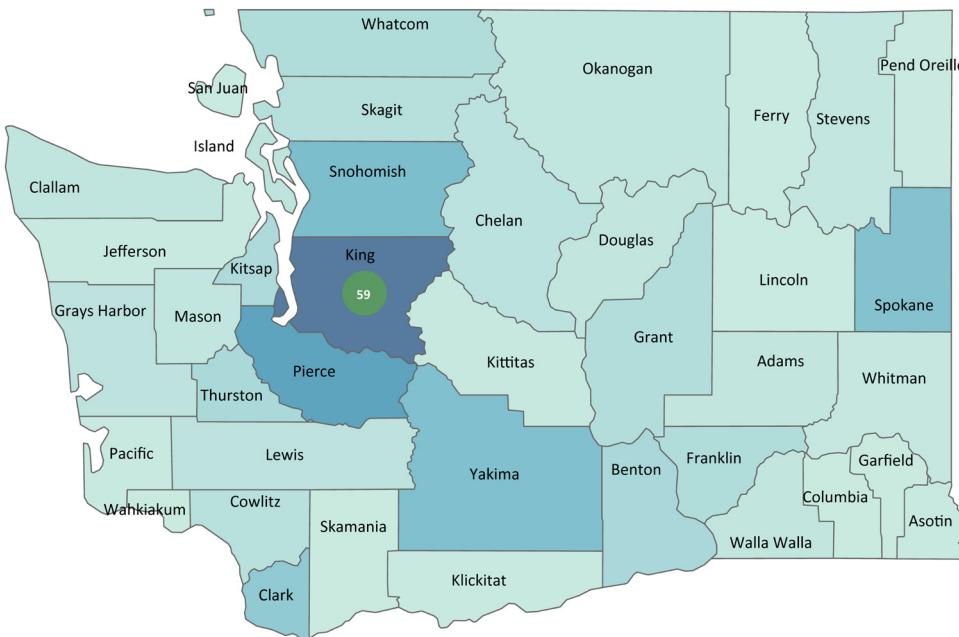 Whatcom
Okanogan
Pend Oreille
San Juan
Skagit
Ferry
Stevens
Island
Snohomish
Clallam
Chelan
Douglas
Jefferson
King
Kitsap
Lincoln
59
Spokane
Grays Harbor
Mason
Grant
Kittitas
Adams
Pierce
Whitman
Thurston
Pacific
Lewis
Franklin
Garfield
Benton
Yakima
Columbia
Cowlitz
Wahkiakum
Skamania
Asotin
Walla Walla
Klickitat
Clark